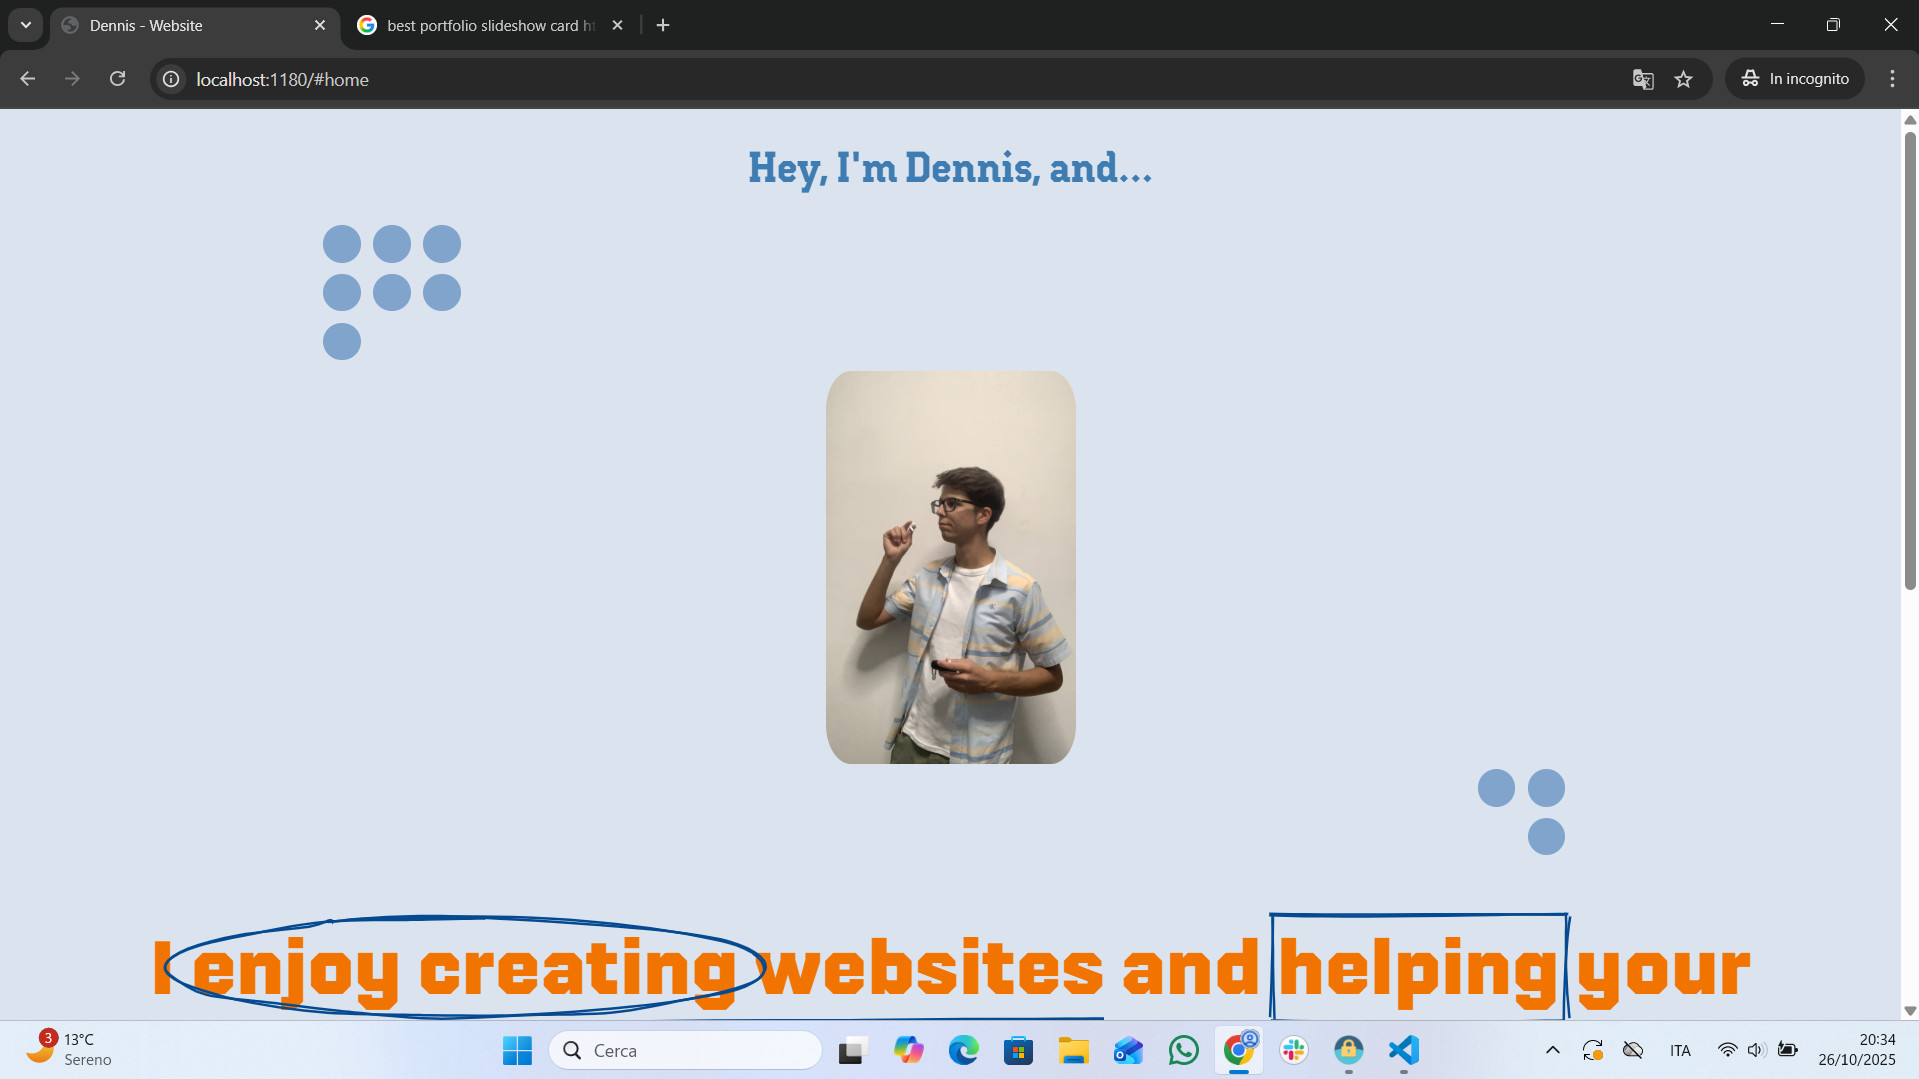 Dennis - Website
best portfolio slideshow card ht
localhost:1180/#home
In incognito
Hey, I'm Dennis, and...
I enjoy creating websites and helping your
3
13°C
Sereno
Cerca
ITA
20:34
26/10/2025